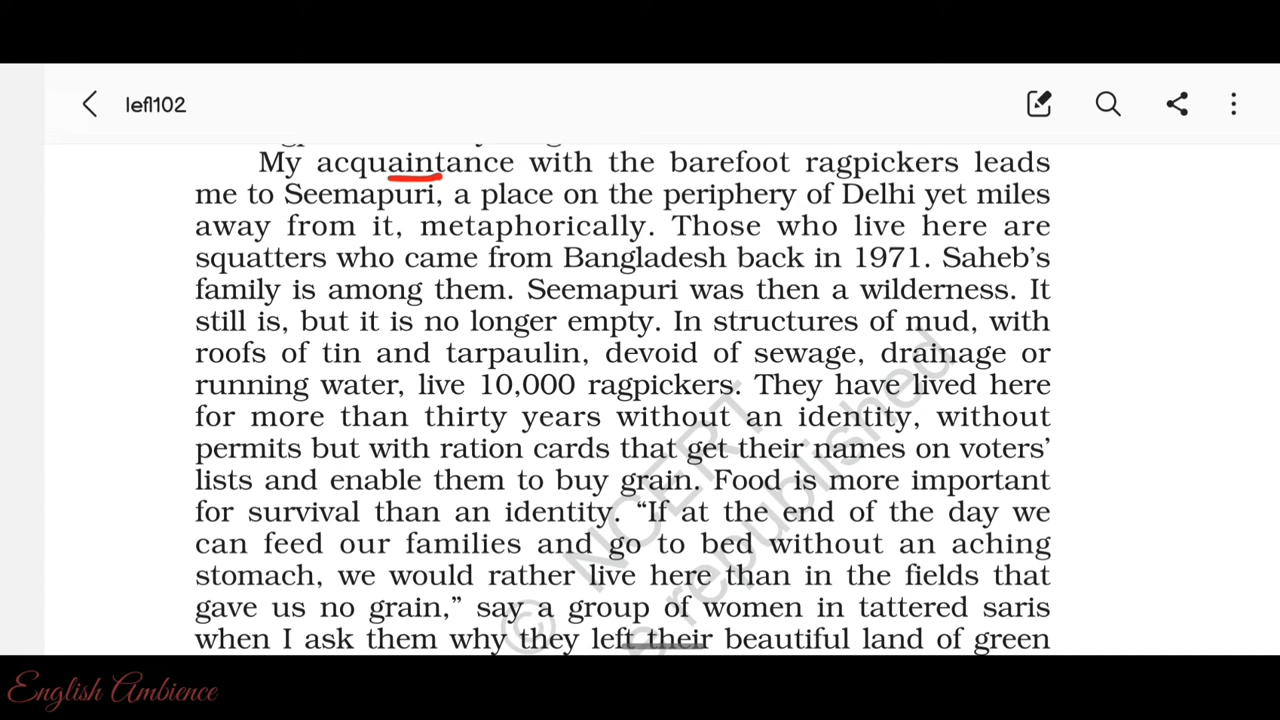 lefl102
My acquaintance with the barefoot ragpickers leads
me to Seemapuri, a place on the periphery of Delhi yet miles
away from it, metaphorically. Those who live here are
squatters who came from Bangladesh back in 1971. Saheb’s
family is among them. Seemapuri was then a wilderness. It
still is, but it is no longer empty. In structures of mud, with
roofs of tin and tarpaulin, devoid of sewage, drainage or
running water, live 10,000 ragpickers. They have lived here
for more than thirty years without an identity, without
permits but with ration cards that get their names on voters’
lists and enable them to buy grain. Food is more important
for survival than an identity. “If at the end of the day we
can feed our families and go to bed without an aching
stomach, we would rather live here than in the fields that
gave us no grain,” say a group of women in tattered saris
when I ask them why they left their beautiful land of green
© NCERT
republished
English Ambience